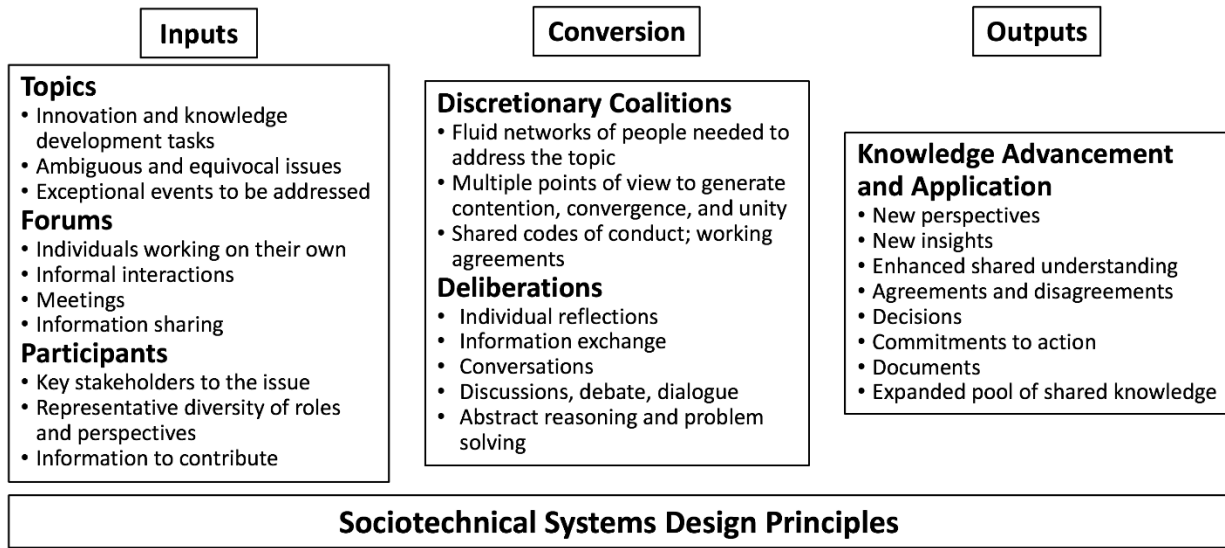 Inputs
Topics
• Innovation and knowledge
development tasks
• Ambiguous and equivocal issues
• Exceptional events to be addressed
Forums
• Individuals working on their own
• Informal interactions
• Meetings
• Information sharing
Participants
• Key stakeholders to the issue
• Representative diversity of roles
and perspectives
• Information to contribute
Conversion
Discretionary Coalitions
• Fluid networks of people needed to
address the topic
• Multiple points of view to generate
contention, convergence, and unity
• Shared codes of conduct; working
agreements
Deliberations
• Individual reflections
• Information exchange
• Conversations
• Discussions, debate, dialogue
• Abstract reasoning and problem
solving
Outputs
Knowledge Advancement
and Application
• New perspectives
• New insights
• Enhanced shared understanding
• Agreements and disagreements
• Decisions
• Commitments to action
• Documents
• Expanded pool of shared knowledge
Sociotechnical Systems Design Principles